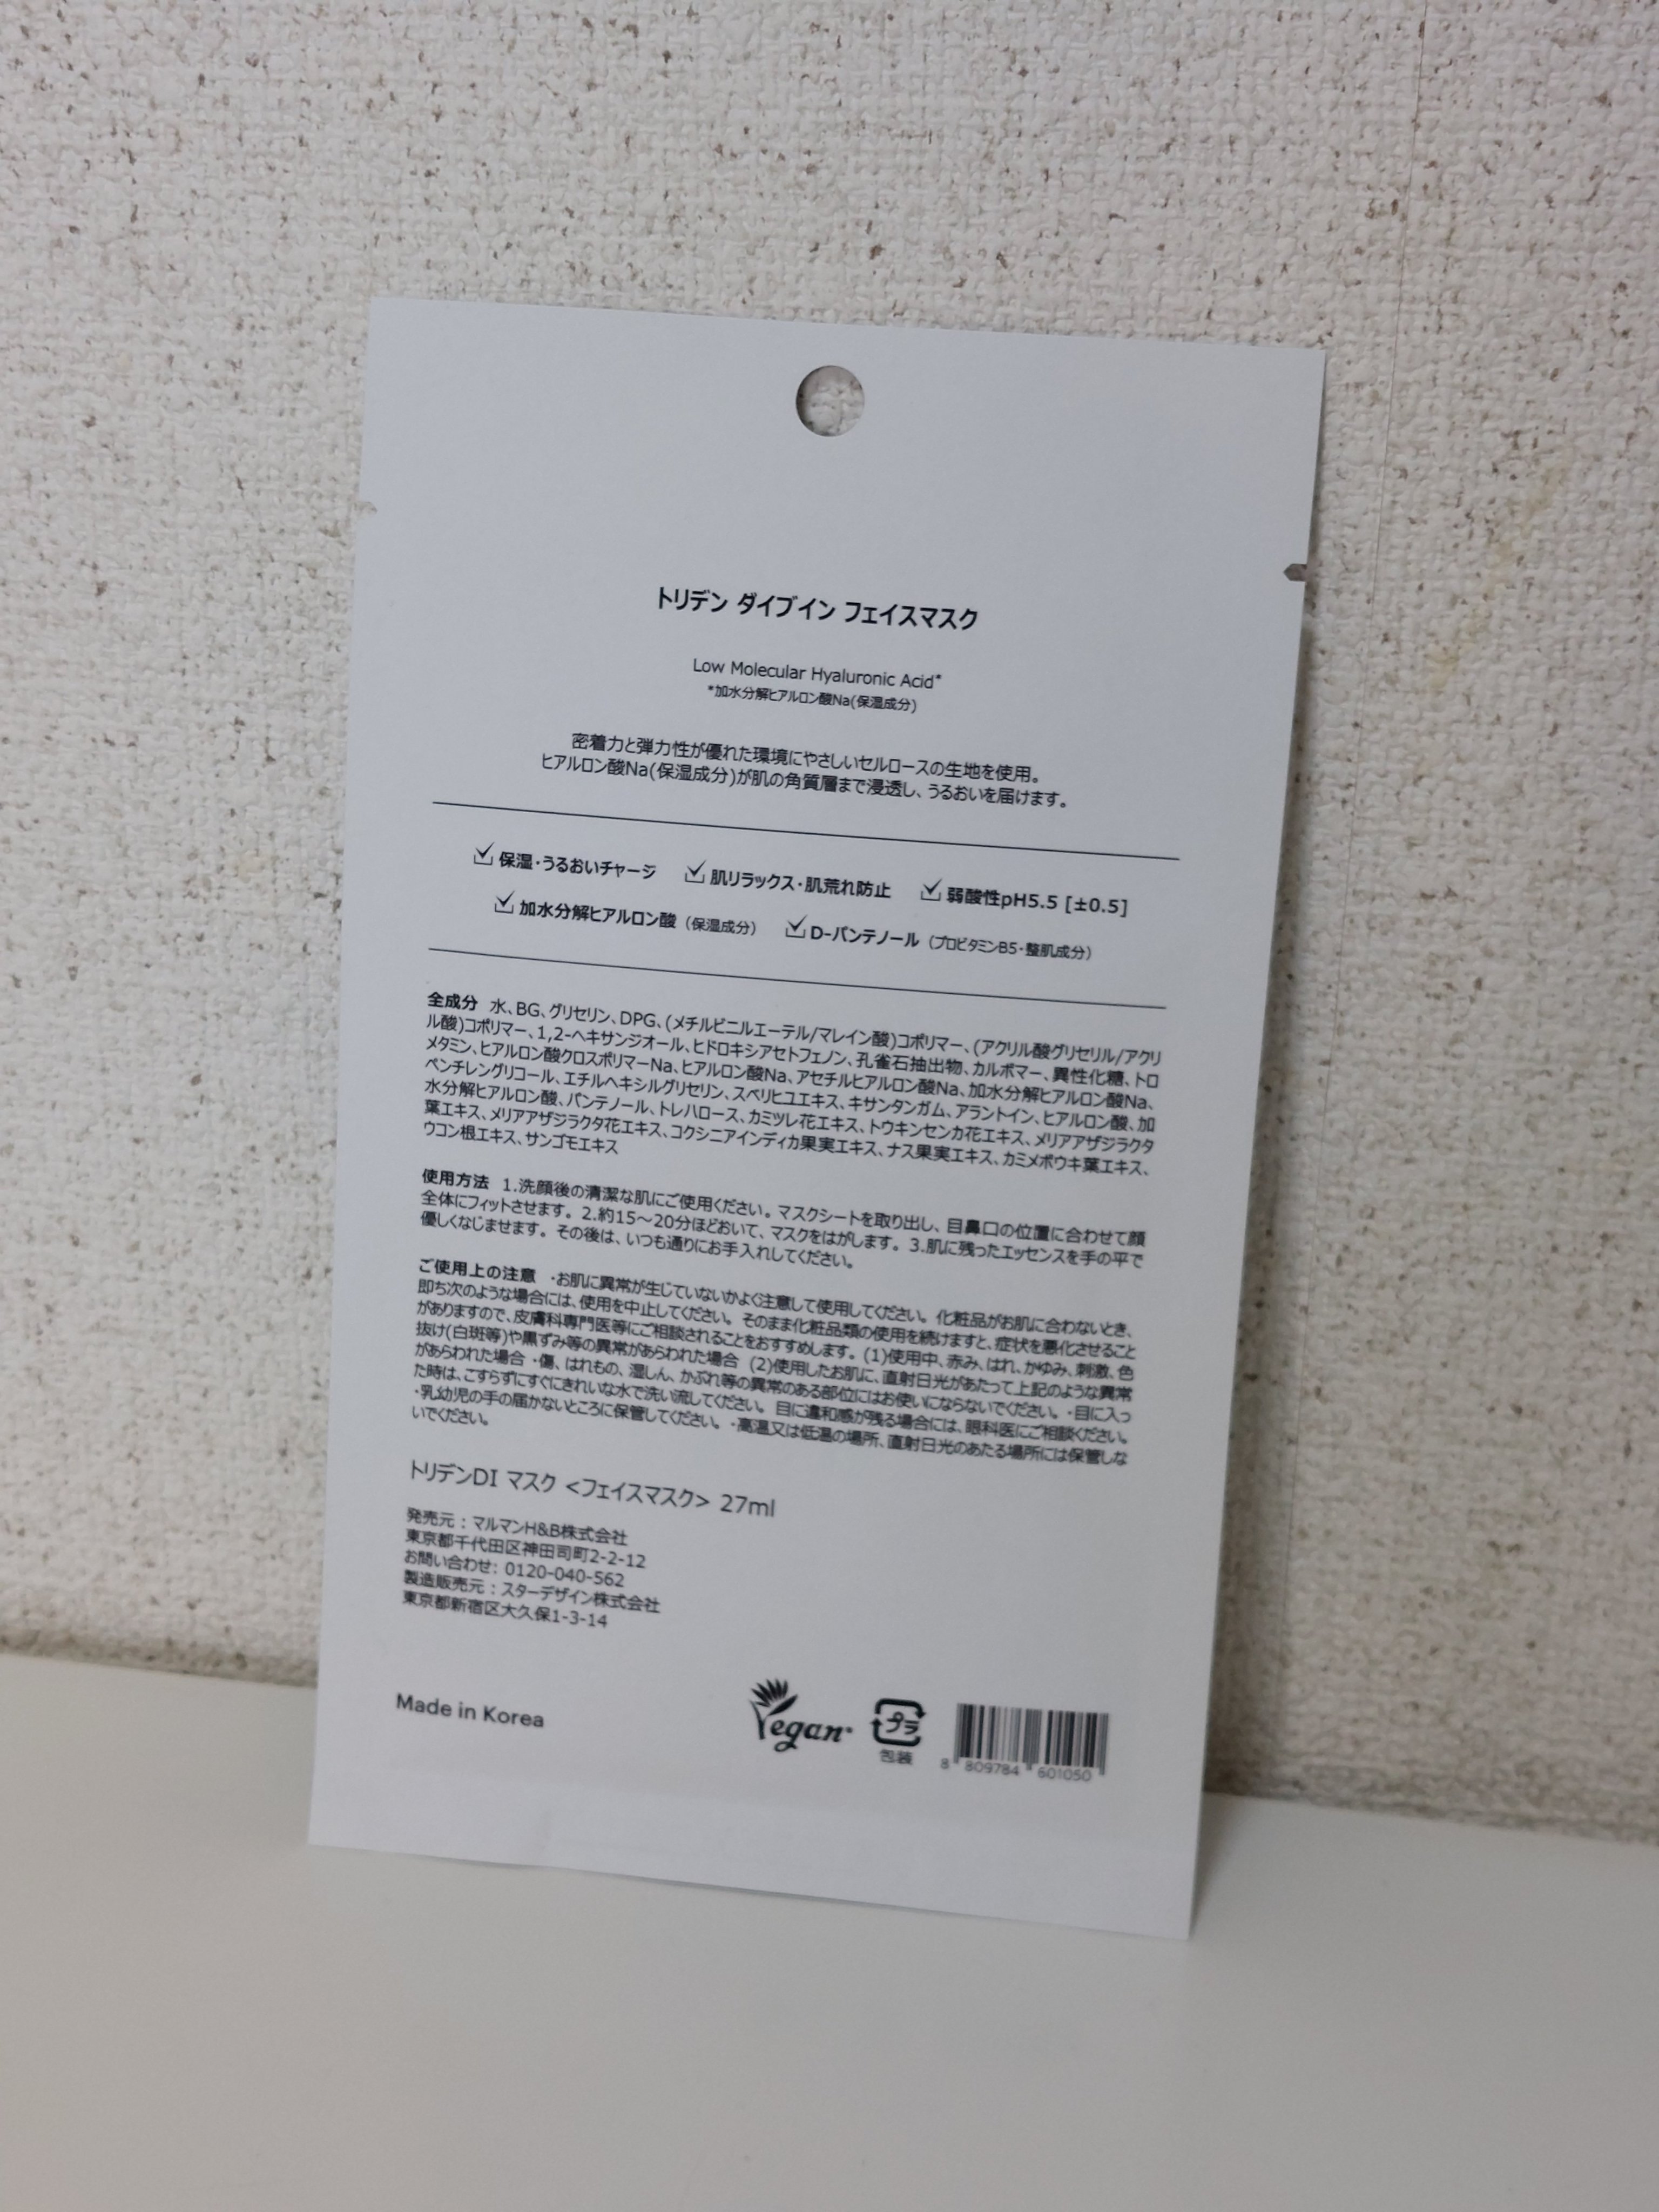 トリデン ダイブイン フェイスマスク
Low Molecular Hyaluronic Acid*
*加水分解ヒアルロン酸Na(保湿成分)
密着力と弾力性が優れた環境にやさしいセルロースの生地を使用。
ヒアルロン酸Na(保湿成分)が肌の角質層まで浸透し、うるおいを届けます。
保湿・うるおいチャージ 肌リラックス・肌荒れ防止 弱酸性pH5.5 [±0.5]
加水分解ヒアルロン酸（保湿成分） D-パンテノール（プロビタミンB5・整肌成分）
全成分 水、BG、グリセリン、DPG、(メチルビニルエーテル/マレイン酸)コポリマー、(アクリル酸グリセリル/アクリ
ル酸)コポリマー、1,2-ヘキサンジオール、ヒドロキシアセトフェノン、孔雀石抽出物、カルボマー、異性化糖、トロ
メタミン、ヒアルロン酸クロスポリマーNa、ヒアルロン酸Na、アセチルヒアルロン酸Na、加水分解ヒアルロン酸Na、
ペンチレングリコール、エチルヘキシルグリセリン、スベリヒユエキス、キサンタンガム、アラントイン、ヒアルロン酸、加
水分解ヒアルロン酸、パンテノール、トレハロース、カミツレ花エキス、トウキンセンカ花エキス、メリアアザジラクタ
葉エキス、メリアアザジラクタ花エキス、コクシニアインディカ果実エキス、ナス果実エキス、カミメボウキ葉エキス、
ウコン根エキス、サンゴモエキス
使用方法 1.洗顔後の清潔な肌にご使用ください。マスクシートを取り出し、目鼻口の位置に合わせて顔
全体にフィットさせます。2.約15～20分ほどおいて、マスクをはがします。3.肌に残ったエッセンスを手の平で
優しくなじませます。その後は、いつも通りにお手入れしてください。
ご使用上の注意 ・お肌に異常が生じていないかよく注意して使用してください。化粧品がお肌に合わないとき、
即ち次のような場合には、使用を中止してください。そのまま化粧品類の使用を続けますと、症状を悪化させること
がありますので、皮膚科専門医等にご相談されることをおすすめします。(1)使用中、赤み、はれ、かゆみ、刺激、色
抜け(白斑等)や黒ずみ等の異常があらわれた場合 (2)使用したお肌に、直射日光があたって上記のような異常
があらわれた場合 ・傷、はれもの、湿しん、かぶれ等の異常のある部位にはお使いにならないでください。・目に入っ
た時は、こすらずにすぐにきれいな水で洗い流してください。目に違和感が残る場合には、眼科医にご相談ください。
・乳幼児の手の届かないところに保管してください。・高温又は低温の場所、直射日光のあたる場所には保管しな
いでください。
トリデンDI マスク <フェイスマスク> 27ml
発売元：マルマンH&B株式会社
東京都千代田区神田司町2-2-12
お問い合わせ: 0120-040-562
製造販売元：スターデザイン株式会社
東京都新宿区大久保1-3-14
Made in Korea
Vegan
プラ
包装
8 809784 601050